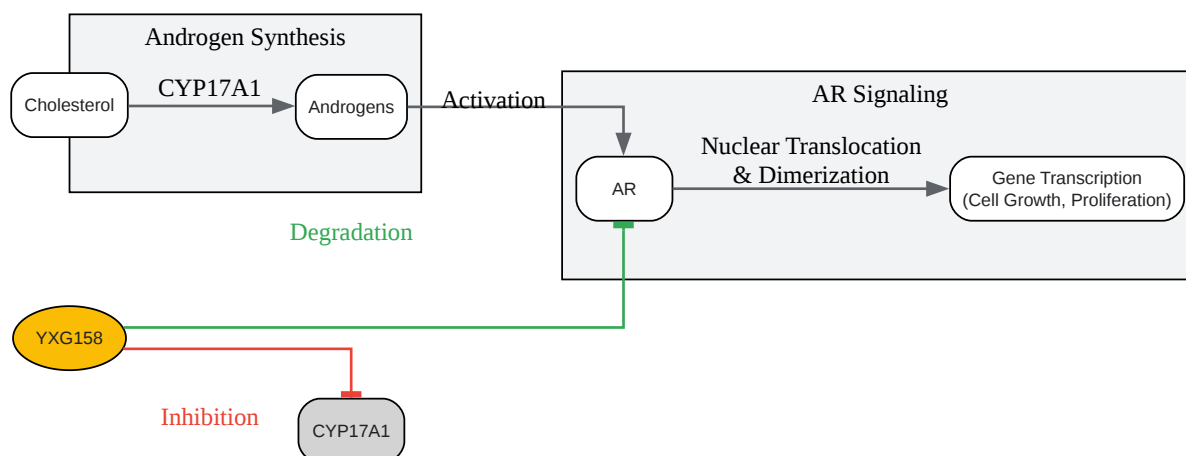 Androgen Synthesis
Cholesterol
CYP17A1
Androgens
Activation
AR Signaling
AR
Nuclear Translocation
& Dimerization
Gene Transcription
(Cell Growth, Proliferation)
Degradation
YXG158
Inhibition
CYP17A1